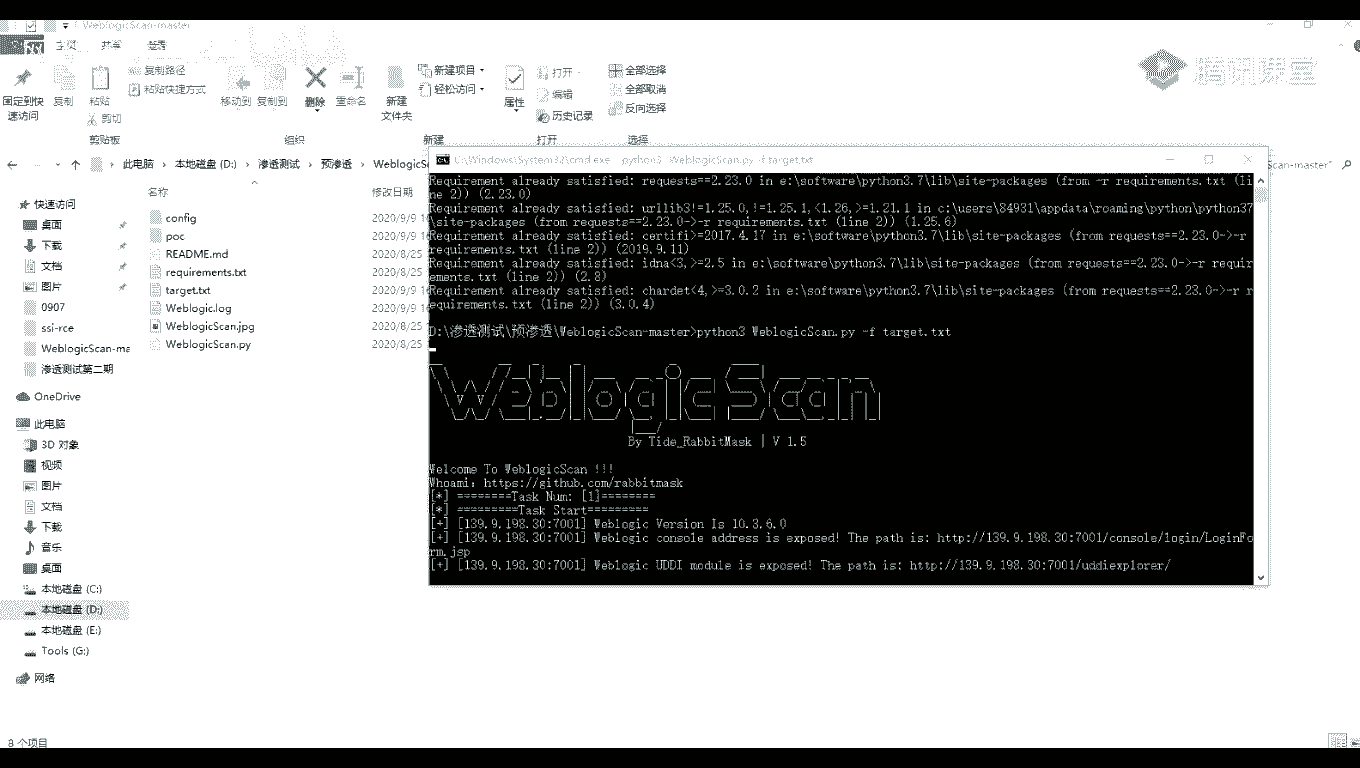 WeblogicScan-master
主页 共享 查看
复制路径
粘贴快捷方式
固定到快速访问
复制
粘贴
剪切
移动到 复制到
删除
重命名
新建文件夹
新建项目
轻松访问
属性
打开
编辑
历史记录
全部选择
全部取消
反向选择
剪贴板
组织
新建
打开
选择
腾讯课堂
此电脑 › 本地磁盘 (D:) › 渗透测试 › 预渗透 › WeblogicS
Scan-master"
名称
修改日期
快速访问
桌面
下载
文档
图片
0907
ssi-rce
WeblogicScan-ma
渗透测试第二期
OneDrive
此电脑
3D 对象
视频
图片
文档
下载
音乐
桌面
本地磁盘 (C:)
本地磁盘 (D:)
本地磁盘 (E:)
Tools (G:)
网络
config 2020/9/9 1
poc 2020/9/9 1
README.md 2020/8/25
requirements.txt 2020/8/25
target.txt 2020/9/9 1
Weblogic.log 2020/9/9 1
WeblogicScan.jpg 2020/8/25
WeblogicScan.py 2020/8/25
8 个项目
C:\Windows\System32\cmd.exe - python3 WeblogicScan.py -f target.txt
Requirement already satisfied: requests==2.23.0 in e:\software\python3.7\lib\site-packages (from -r requirements.txt (li
ne 2)) (2.23.0)
Requirement already satisfied: urllib3!=1.25.0,!=1.25.1,<1.26,>=1.21.1 in c:\users\84931\appdata\roaming\python\python37
\site-packages (from requests==2.23.0->-r requirements.txt (line 2)) (1.25.6)
Requirement already satisfied: certifi>=2017.4.17 in e:\software\python3.7\lib\site-packages (from requests==2.23.0->-r
requirements.txt (line 2)) (2019.9.11)
Requirement already satisfied: idna<3,>=2.5 in e:\software\python3.7\lib\site-packages (from requests==2.23.0->-r requir
ements.txt (line 2)) (2.8)
Requirement already satisfied: chardet<4,>=3.0.2 in e:\software\python3.7\lib\site-packages (from requests==2.23.0->-r r
equirements.txt (line 2)) (3.0.4)
D:\渗透测试\预渗透\WeblogicScan-master>python3 WeblogicScan.py -f target.txt
Weblogic Scan
By Tide_RabbitMask | V 1.5
Welcome To WeblogicScan !!!
Whoami：https://github.com/rabbitmask
[*] ========Task Num: [1]========
[*] =========Task Start=========
[+] [139.9.198.30:7001] Weblogic Version Is 10.3.6.0
[+] [139.9.198.30:7001] Weblogic console address is exposed! The path is: http://139.9.198.30:7001/console/login/LoginFo
rm.jsp
[+] [139.9.198.30:7001] Weblogic UDDI module is exposed! The path is: http://139.9.198.30:7001/uddiexplorer/